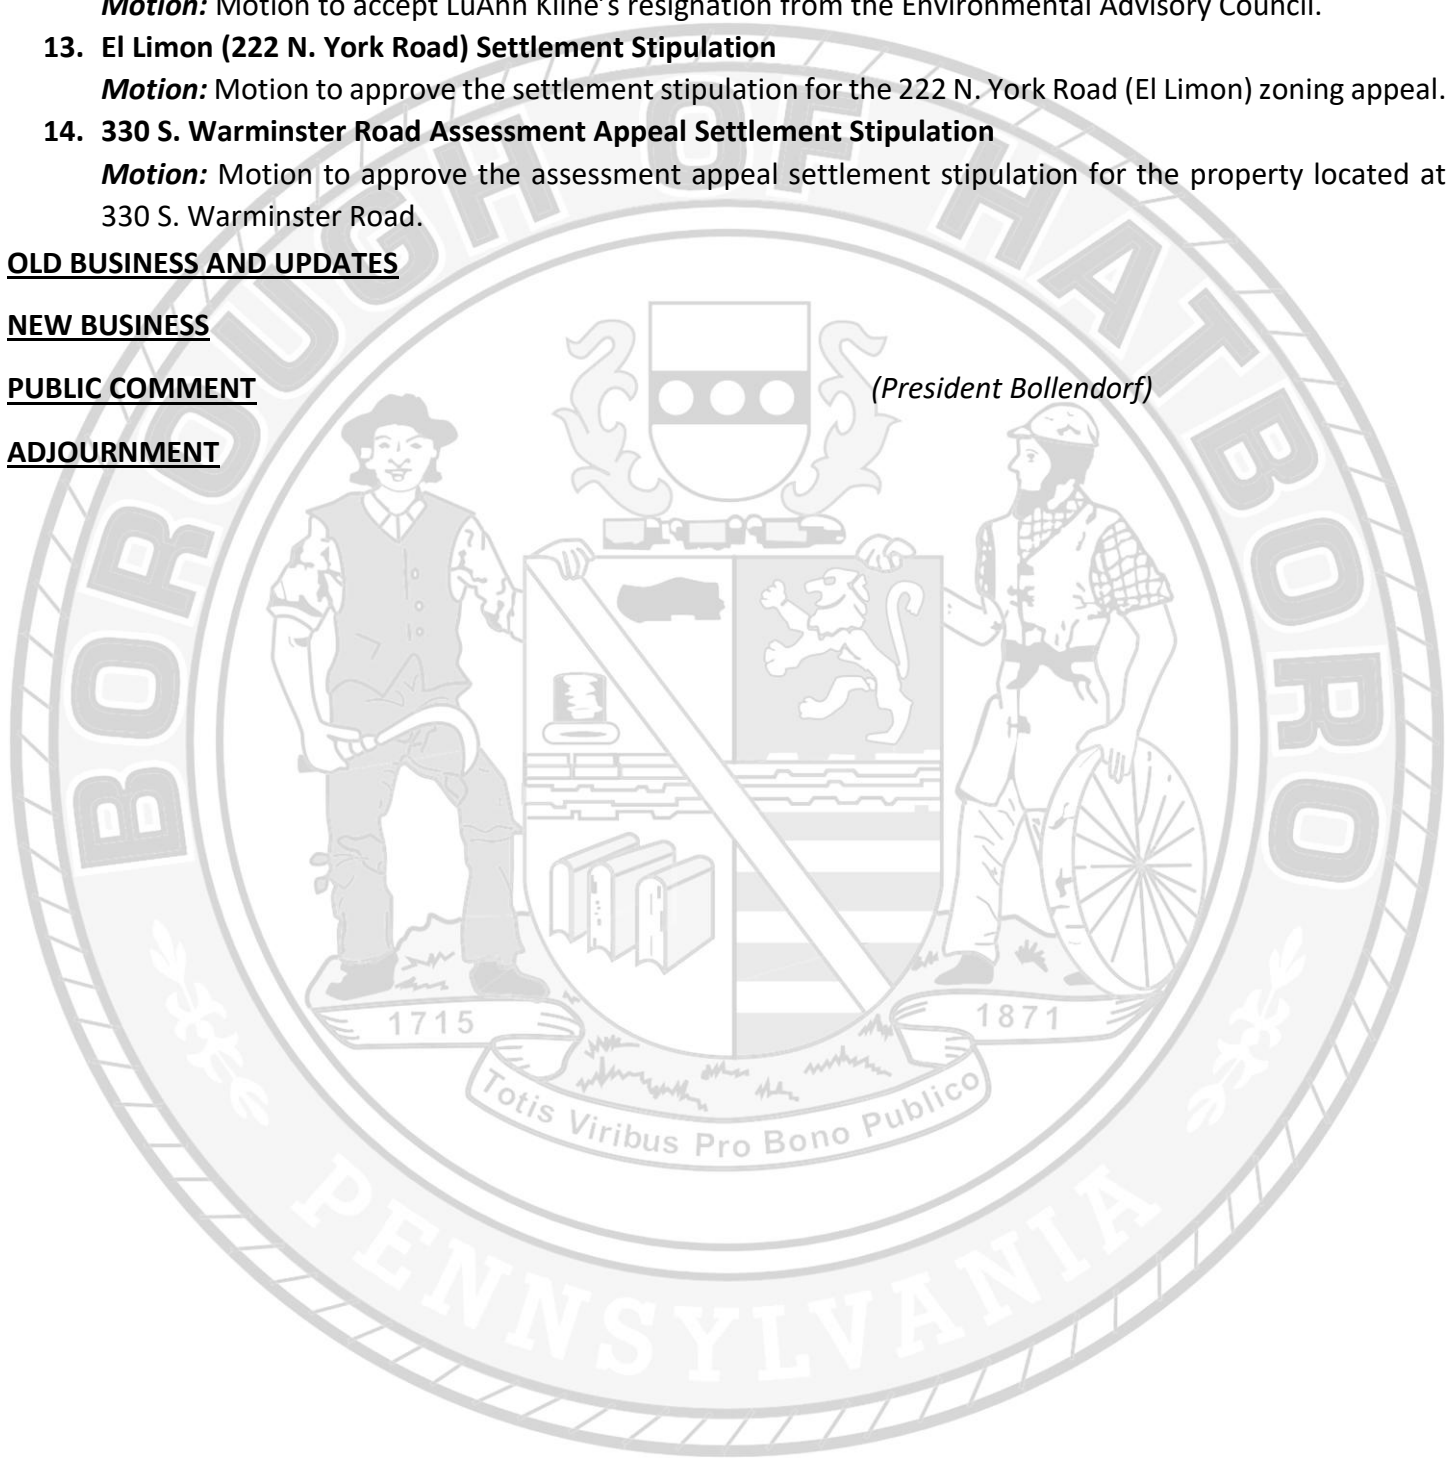 Motion: Motion to accept LuAnn Kline's resignation from the Environmental Advisory Council.
13. El Limon (222 N. York Road) Settlement Stipulation
Motion: Motion to approve the settlement stipulation for the 222 N. York Road (El Limon) zoning appeal.
14. 330 S. Warminster Road Assessment Appeal Settlement Stipulation
Motion: Motion to approve the assessment appeal settlement stipulation for the property located at
330 S. Warminster Road.
OLD BUSINESS AND UPDATES
NEW BUSINESS
PUBLIC COMMENT (President Bollendorf)
ADJOURNMENT
BOROUGH OF HATBORO
1715
1871
Totis Viribus Pro Bono Publico
PENNSYLVANIA